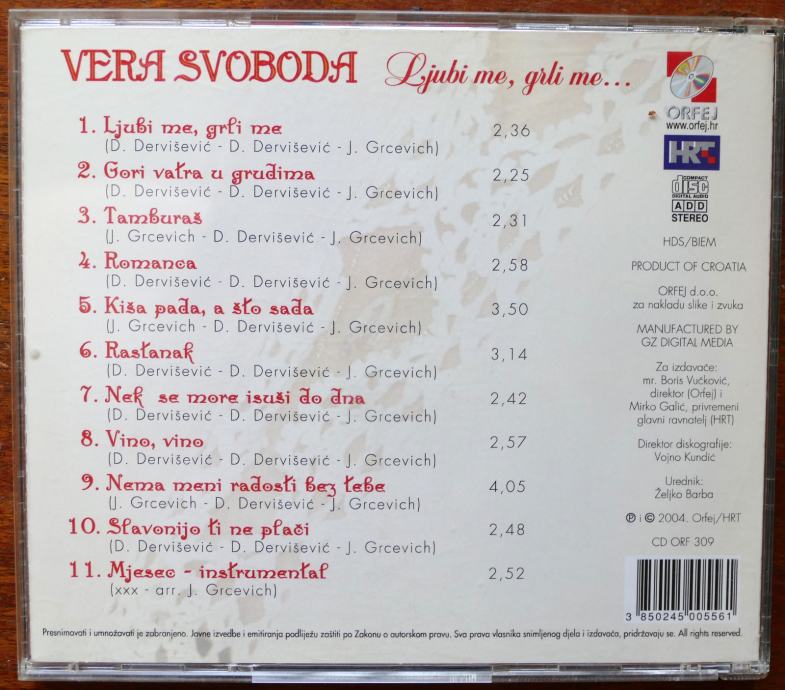 VERA SVOBODA Ljubi me, grli me...
1. Ljubi me, grli me 2,36
(D. Dervišević - D. Dervišević - J. Grcevich)
2. Gori vatra u grudima 2,25
(D. Dervišević - D. Dervišević - J. Grcevich)
3. Tamburaš 2,31
(J. Grcevich - D. Dervišević - J. Grcevich)
4. Romanca 2,58
(D. Dervišević - D. Dervišević - J. Grcevich)
5. Kiša pada, a što sada 3,50
(J. Grcevich - D. Dervišević - J. Grcevich)
6. Rastanak 3,14
(D. Dervišević - D. Dervišević - J. Grcevich)
7. Nek se more isuši do dna 2,42
(D. Dervišević - D. Dervišević - J. Grcevich)
8. Vino, vino 2,57
(D. Dervišević - D. Dervišević - J. Grcevich)
9. Nema meni radosti bez tebe 4,05
(J. Grcevich - D. Dervišević - J. Grcevich)
10. Slavonijo ti ne plači 2,48
(D. Dervišević - D. Dervišević - J. Grcevich)
11. Mjesec - instrumental 2,52
(xxx - arr. J. Grcevich)
ORFEJ
www.orfej.hr
HRT
COMPACT
disc
DIGITAL AUDIO
ADD
STEREO
HDS/BIEM
PRODUCT OF CROATIA
ORFEJ d.o.o.
za nakladu slike i zvuka
MANUFACTURED BY
GZ DIGITAL MEDIA
Za izdavače:
mr. Boris Vučković,
direktor (Orfej) i
Mirko Galić, privremeni
glavni ravnatelj (HRT)
Direktor diskografije:
Vojno Kundić
Urednik:
Željko Barba
℗ i © 2004. Orfej/HRT
CD ORF 309
3 850245 005561
Presnimavati i umnožavati je zabranjeno. Javne izvedbe i emitiranja podliježu zaštiti po Zakonu o autorskom pravu. Sva prava vlasnika snimljenog djela i izdavača, pridržavaju se. All rights reserved.